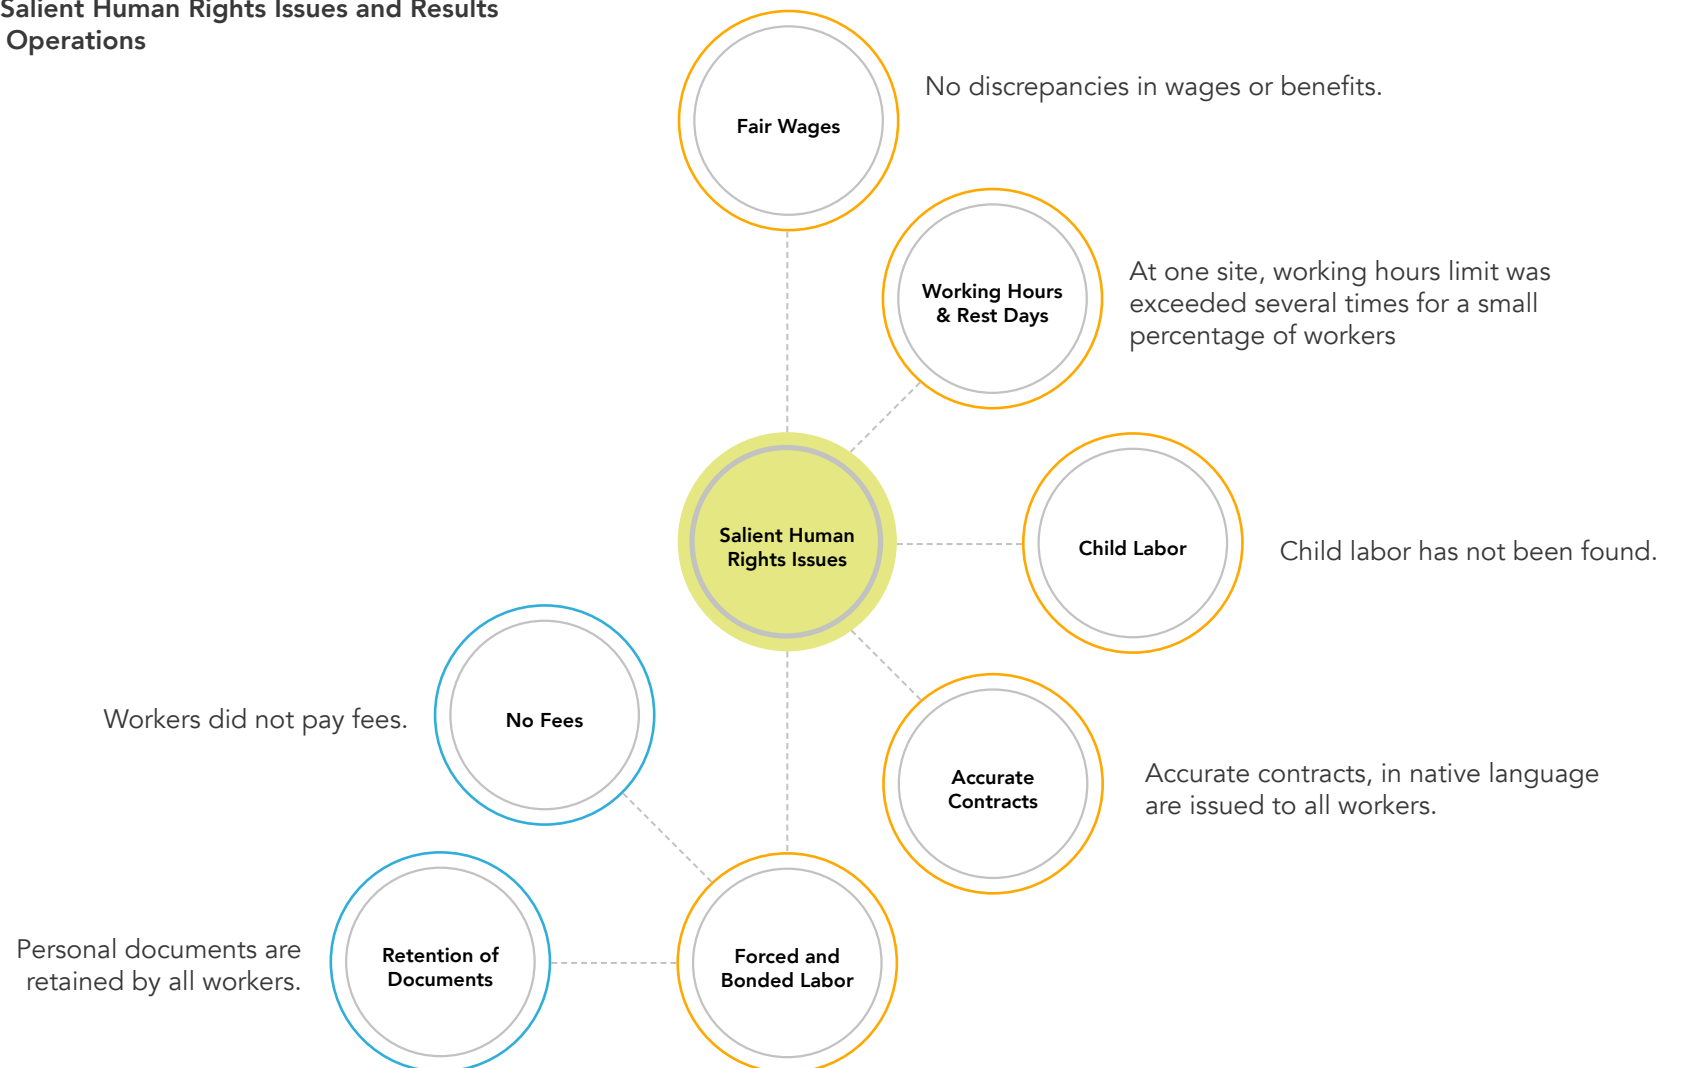 Salient Human Rights Issues and Results
Operations
Fair Wages
No discrepancies in wages or benefits.
Working Hours
& Rest Days
At one site, working hours limit was
exceeded several times for a small
percentage of workers
Salient Human
Rights Issues
Child Labor
Child labor has not been found.
No Fees
Workers did not pay fees.
Accurate
Contracts
Accurate contracts, in native language
are issued to all workers.
Forced and
Bonded Labor
Retention of
Documents
Personal documents are
retained by all workers.